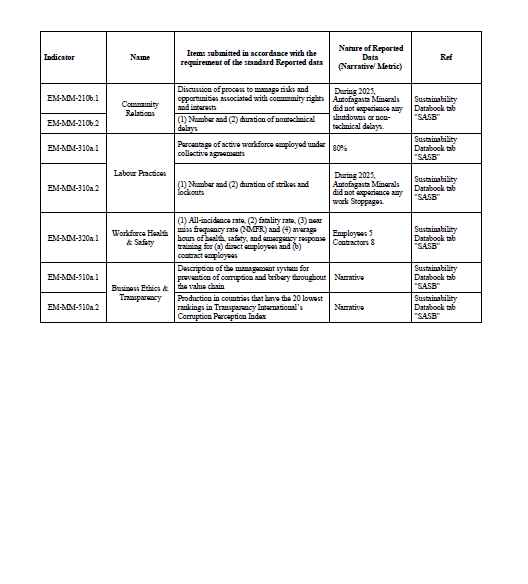 Indicator
Name
Items submitted in accordance with the
requirement of the standard Reported data
Nature of Reported
Data
(Narrative/ Metric)
Ref
EM-MM-210b.1
Community
Relations
Discussion of process to manage risks and
opportunities associated with community rights
and interests
During 2025,
Antofagasta Minerals
did not experience any
shutdowns or non-
technical delays.
Sustainability
Databook tab
"SASB"
EM-MM-210b.2
(1) Number and (2) duration of nontechnical
delays
EM-MM-310a.1
Labour Practices
Percentage of active workforce employed under
collective agreements
80%
Sustainability
Databook tab
"SASB"
EM-MM-310a.2
(1) Number and (2) duration of strikes and
lockouts
During 2025,
Antofagasta Minerals
did not experience any
work Stoppages.
Sustainability
Databook tab
"SASB"
EM-MM-320a.1
Workforce Health
& Safety
(1) All-incidence rate, (2) fatality rate, (3) near
miss frequency rate (NMFR) and (4) average
hours of health, safety, and emergency response
training for (a) direct employees and (b)
contract employees
Employees 5
Contractors 8
Sustainability
Databook tab
"SASB"
EM-MM-510a.1
Business Ethics &
Transparency
Description of the management system for
prevention of corruption and bribery throughout
the value chain
Narrative
Sustainability
Databook tab
"SASB"
EM-MM-510a.2
Production in countries that have the 20 lowest
rankings in Transparency International's
Corruption Perception Index
Narrative
Sustainability
Databook tab
"SASB"